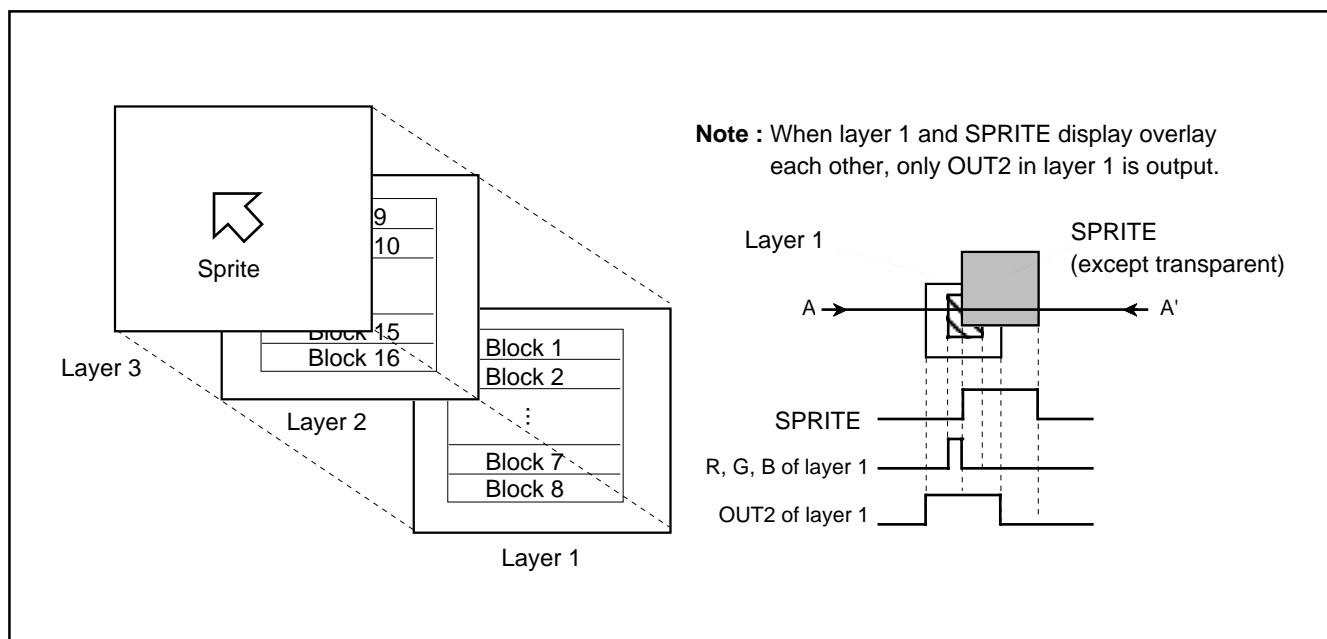 Sprite
Layer 3
9
10
Block 15
Block 16
Layer 2
Block 1
Block 2
⋮
Block 7
Block 8
Layer 1
Note : When layer 1 and SPRITE display overlay
each other, only OUT2 in layer 1 is output.
Layer 1
SPRITE
(except transparent)
A
A'
SPRITE
R, G, B of layer 1
OUT2 of layer 1